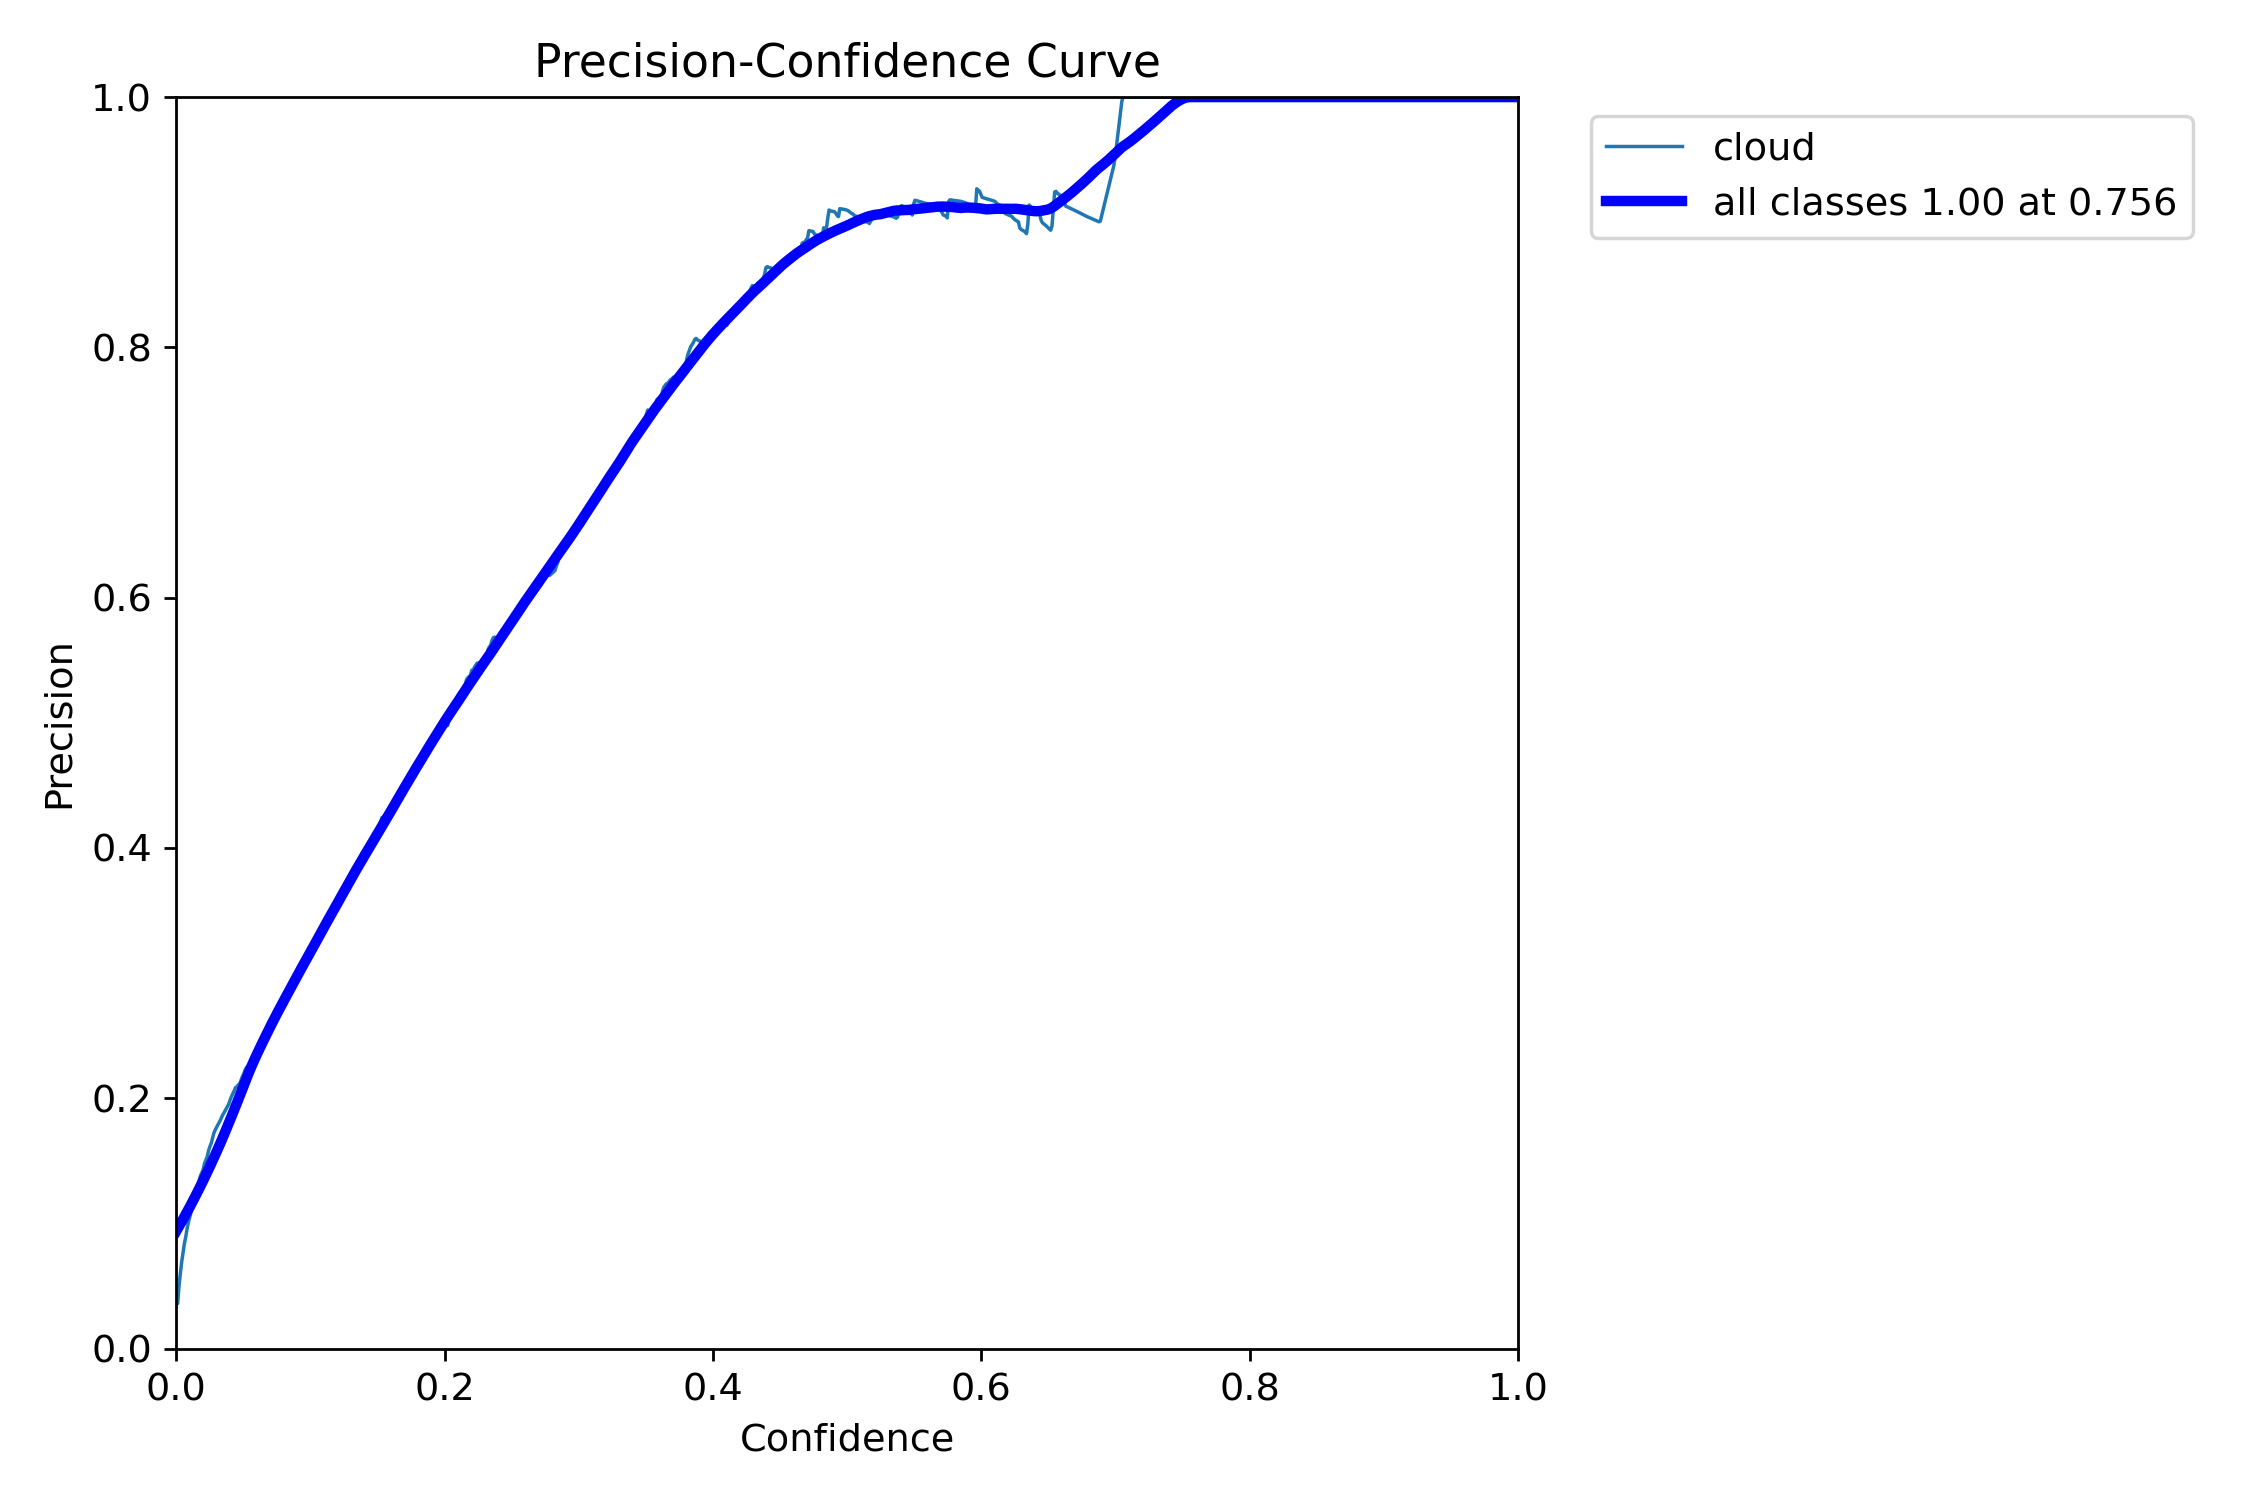 Precision-Confidence Curve
cloud
all classes 1.00 at 0.756
Precision
1.0
0.8
0.6
0.4
0.2
0.0
0.0 0.2 0.4 0.6 0.8 1.0
Confidence